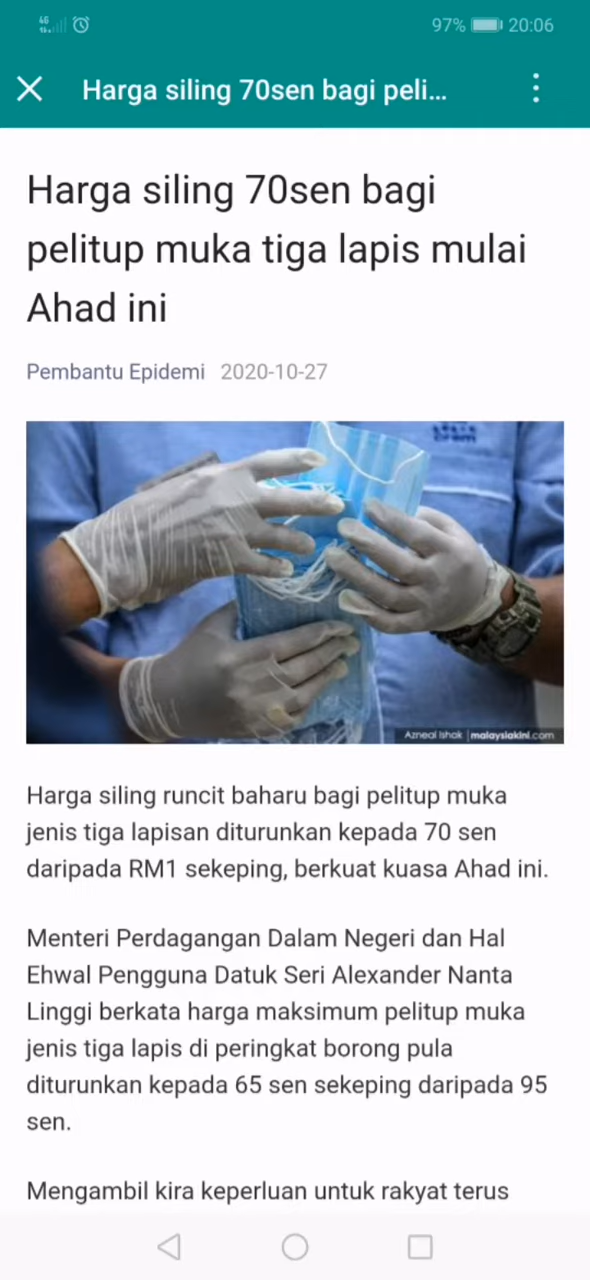 97% 20:06
Harga siling 70sen bagi peli...
Harga siling 70sen bagi
pelitup muka tiga lapis mulai
Ahad ini
Pembantu Epidemi 2020-10-27
Azneal Ishak | malaysiakini.com
Harga siling runcit baharu bagi pelitup muka
jenis tiga lapisan diturunkan kepada 70 sen
daripada RM1 sekeping, berkuat kuasa Ahad ini.
Menteri Perdagangan Dalam Negeri dan Hal
Ehwal Pengguna Datuk Seri Alexander Nanta
Linggi berkata harga maksimum pelitup muka
jenis tiga lapis di peringkat borong pula
diturunkan kepada 65 sen sekeping daripada 95
sen.
Mengambil kira keperluan untuk rakyat terus